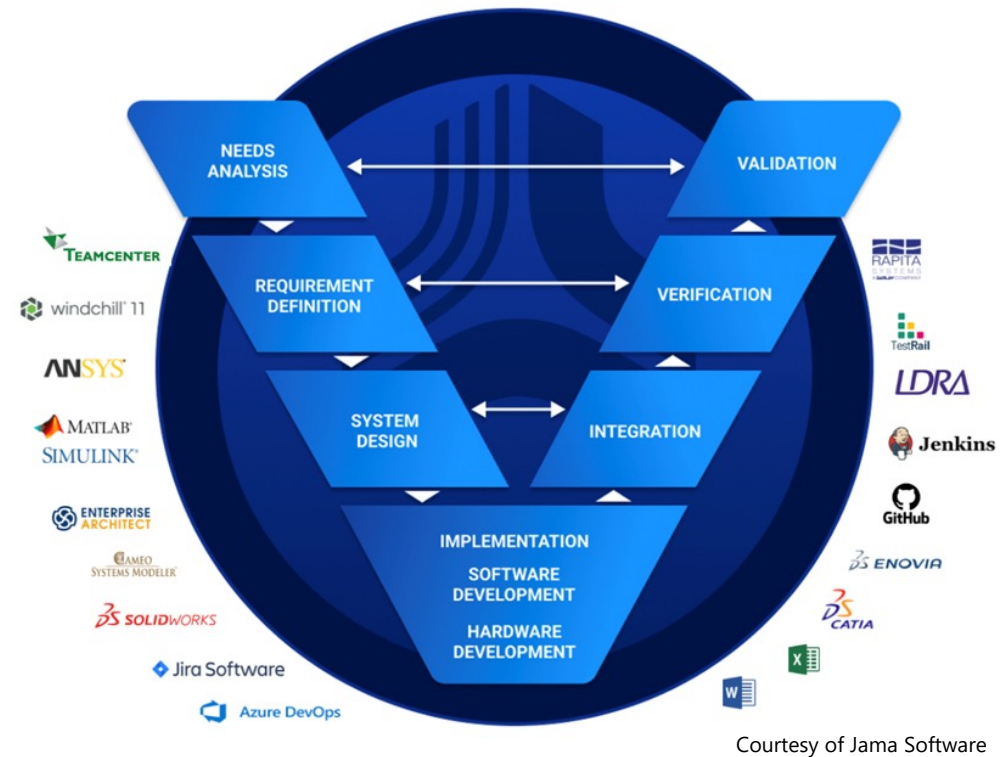 NEEDS
ANALYSIS
VALIDATION
REQUIREMENT
DEFINITION
VERIFICATION
SYSTEM
DESIGN
INTEGRATION
IMPLEMENTATION
SOFTWARE
DEVELOPMENT
HARDWARE
DEVELOPMENT
TEAMCENTER
windchill 11
ANSYS
MATLAB
SIMULINK
ENTERPRISE
ARCHITECT
CAMEO
SYSTEMS MODELER
SOLIDWORKS
Jira Software
Azure DevOps
RAPITA
SYSTEMS
TestRail
LDRA
Jenkins
GitHub
ENOVIA
CATIA
X
W
Courtesy of Jama Software